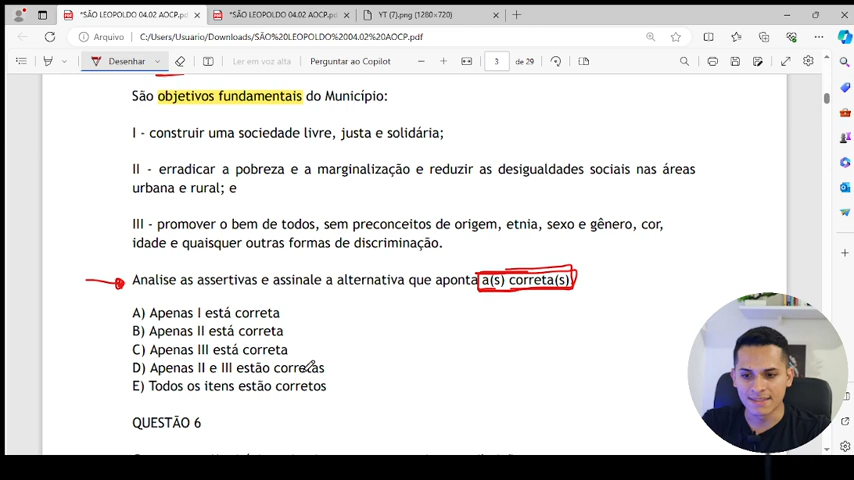 *SÃO LEOPOLDO 04.02 AOCP.pdf
*SÃO LEOPOLDO 04.02 AOCP.pdf
YT (7).png (1280×720)
Arquivo
C:/Users/Usuario/Downloads/SÃO%20LEOPOLDO%2004.02%20AOCP.pdf
Desenhar
Ler em voz alta
Perguntar ao Copilot
3
de 29
São objetivos fundamentais do Município:
I - construir uma sociedade livre, justa e solidária;
II - erradicar a pobreza e a marginalização e reduzir as desigualdades sociais nas áreas
urbana e rural; e
III - promover o bem de todos, sem preconceitos de origem, etnia, sexo e gênero, cor,
idade e quaisquer outras formas de discriminação.
Analise as assertivas e assinale a alternativa que aponta a(s) correta(s).
A) Apenas I está correta
B) Apenas II está correta
C) Apenas III está correta
D) Apenas II e III estão corretas
E) Todos os itens estão corretos
QUESTÃO 6